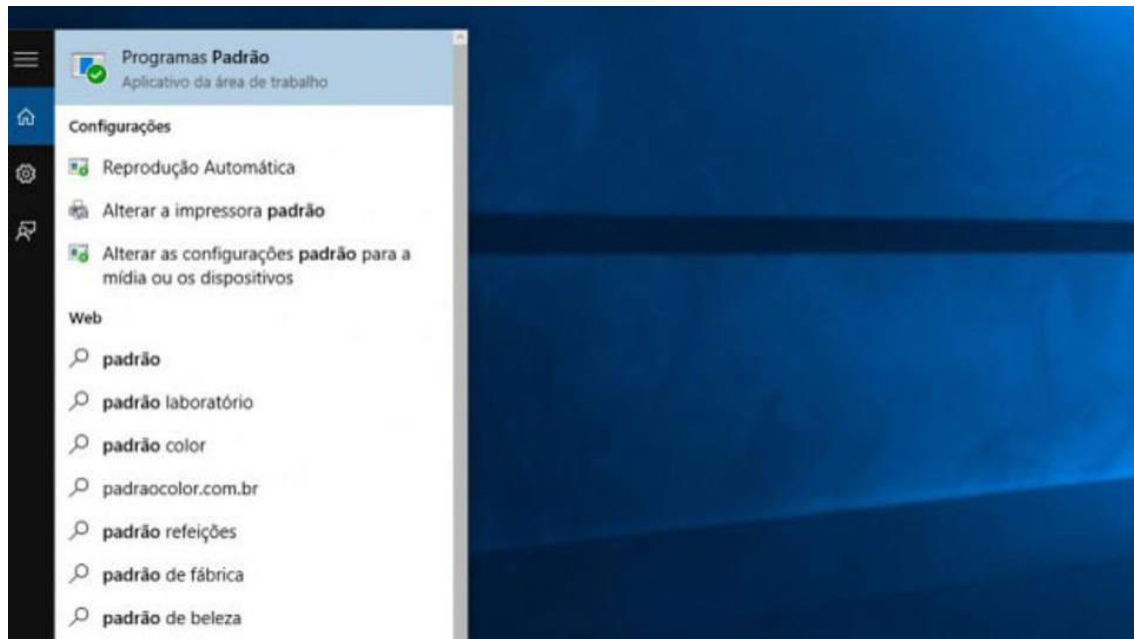 Programas Padrão
Aplicativo da área de trabalho
Configurações
Reprodução Automática
Alterar a impressora padrão
Alterar as configurações padrão para a
mídia ou os dispositivos
Web
padrão
padrão laboratório
padrão color
padraocolor.com.br
padrão refeições
padrão de fábrica
padrão de beleza